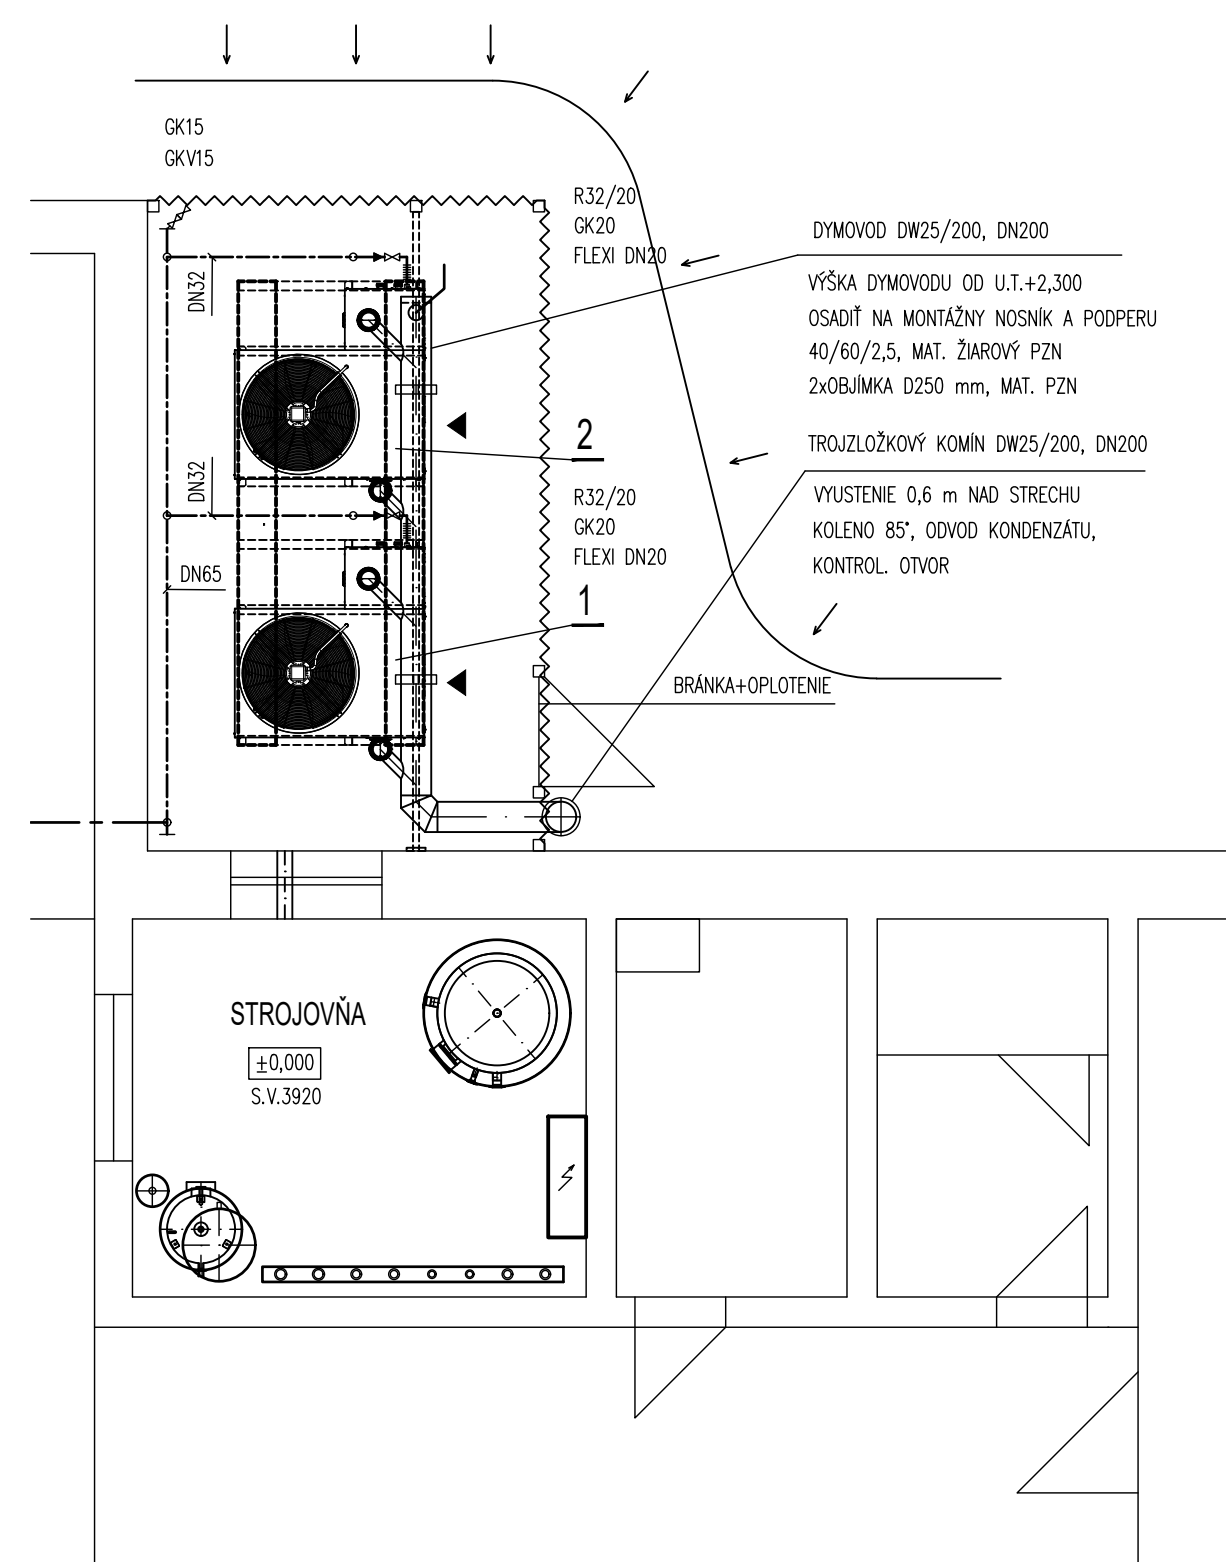 GK15
GKV15
R32/20
GK20
FLEXI DN20
DYMOVOD DW25/200, DN200
VÝŠKA DYMOVODU OD U.T.+2,300
OSADIŤ NA MONTÁŽNY NOSNÍK A PODPERU
40/60/2,5, MAT. ŽIAROVÝ PZN
2xOBJÍMKA D250 mm, MAT. PZN
DN32
2
TROJZLOŽKOVÝ KOMÍN DW25/200, DN200
VYUSTENIE 0,6 m NAD STRECHU
KOLENO 85°, ODVOD KONDENZÁTU,
KONTROL. OTVOR
DN32
R32/20
GK20
FLEXI DN20
DN65
1
BRÁNKA+OPLOTENIE
STROJOVŇA
±0,000
S.V.3920